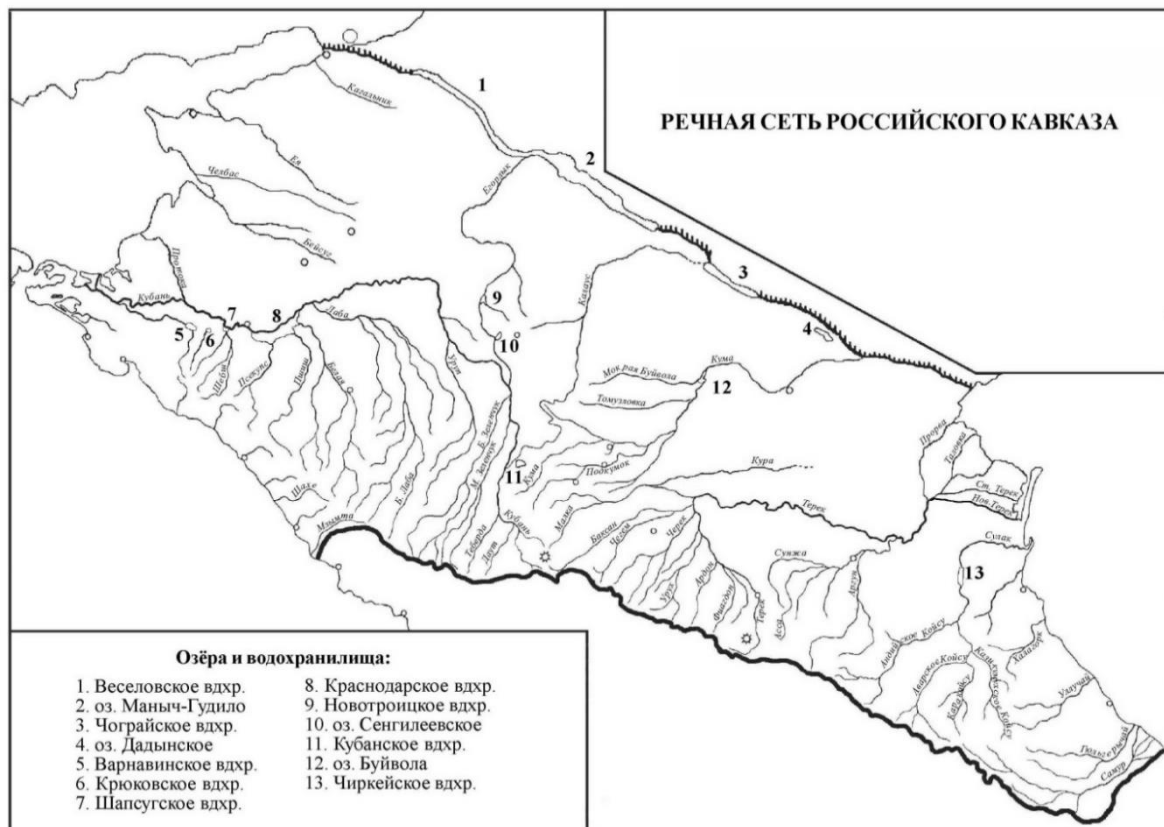 РЕЧНАЯ СЕТЬ РОССИЙСКОГО КАВКАЗА
1
2
3
4
5
6
7
8
9
10
11
12
13
Кагальник
Ея
Челбас
Бейсуг
Егорлык
Протока
Кубань
Калаус
Лаба
Уруп
Шебш
Псекупс
Пшиш
Белая
Кума
Мокрая Буйвола
Томузловка
Б. Зеленчук
М. Зеленчук
Б. Лаба
Кума
Подкумок
Кура
Шахе
Мзымта
Теберда
Даут
Кубань
Малка
Баксан
Чегем
Черек
Терек
Урух
Ардон
Фиагдон
Терек
Сунжа
Асса
Аргун
Прорва
Таловка
Ст. Терек
Нов. Терек
Сулак
Андийское Койсу
Аварское Койсу
Каракойсу
Казикумухское Койсу
Халагорк
Уллучай
Гюльгерычай
Самур
Озёра и водохранилища:
1. Веселовское вдхр.
2. оз. Маныч-Гудило
3. Чограйское вдхр.
4. оз. Дадынское
5. Варнавинское вдхр.
6. Крюковское вдхр.
7. Шапсугское вдхр.
8. Краснодарское вдхр.
9. Новотроицкое вдхр.
10. оз. Сенгилеевское
11. Кубанское вдхр.
12. оз. Буйвола
13. Чиркейское вдхр.